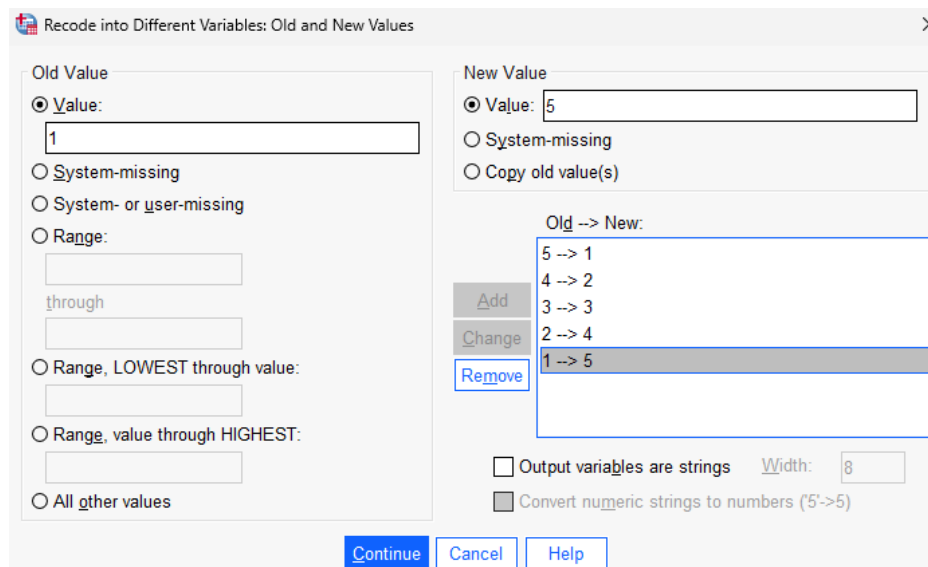 Recode into Different Variables: Old and New Values
Old Value
Value:
1
System-missing
System- or user-missing
Range:
through
Range, LOWEST through value:
Range, value through HIGHEST:
All other values
New Value
Value: 5
System-missing
Copy old value(s)
Old --> New:
5 --> 1
4 --> 2
3 --> 3
2 --> 4
1 --> 5
Add
Change
Remove
Output variables are strings Width: 8
Convert numeric strings to numbers ('5'->5)
Continue Cancel Help